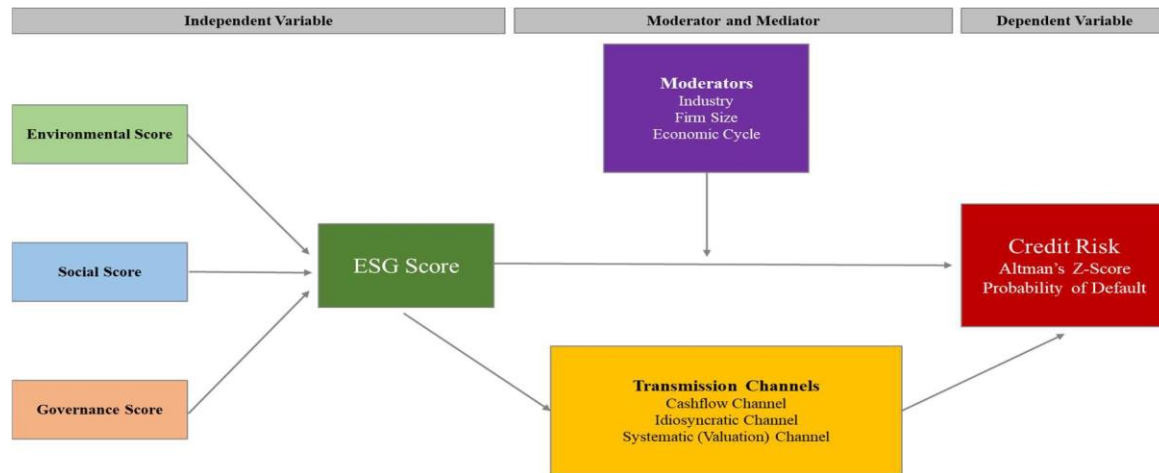 Independent Variable
Moderator and Mediator
Dependent Variable
Moderators
Industry
Firm Size
Economic Cycle
Environmental Score
Social Score
Governance Score
ESG Score
Credit Risk
Altman’s Z-Score
Probability of Default
Transmission Channels
Cashflow Channel
Idiosyncratic Channel
Systematic (Valuation) Channel